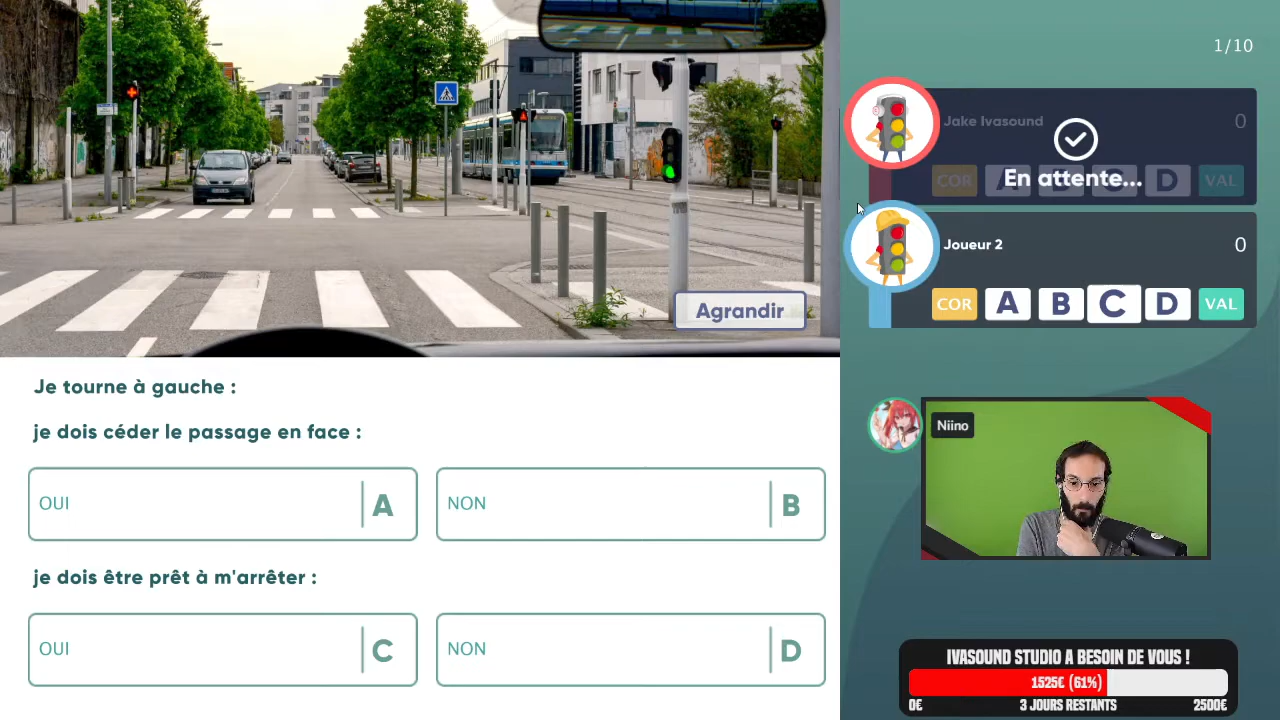 1/10
Jake Ivasound
0
En attente...
COR A B C D VAL
Joueur 2
0
COR A B C D VAL
Agrandir
Je tourne à gauche :
je dois céder le passage en face :
OUI A
NON B
je dois être prêt à m'arrêter :
OUI C
NON D
Niino
IVASOUND STUDIO A BESOIN DE VOUS !
1525€ (61%)
0€ 3 JOURS RESTANTS 2500€